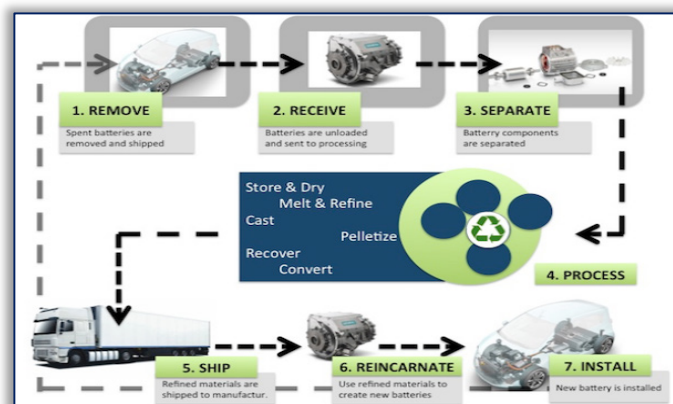 1. REMOVE
Spent batteries are
removed and shipped
2. RECEIVE
Batteries are unloaded
and sent to processing
3. SEPARATE
Batterry components
are separated
Store & Dry
Melt & Refine
Cast
Pelletize
Recover
Convert
4. PROCESS
5. SHIP
Refined materials are
shipped to manufactur.
6. REINCARNATE
Use refined materials to
create new batteries
7. INSTALL
New battery is installed